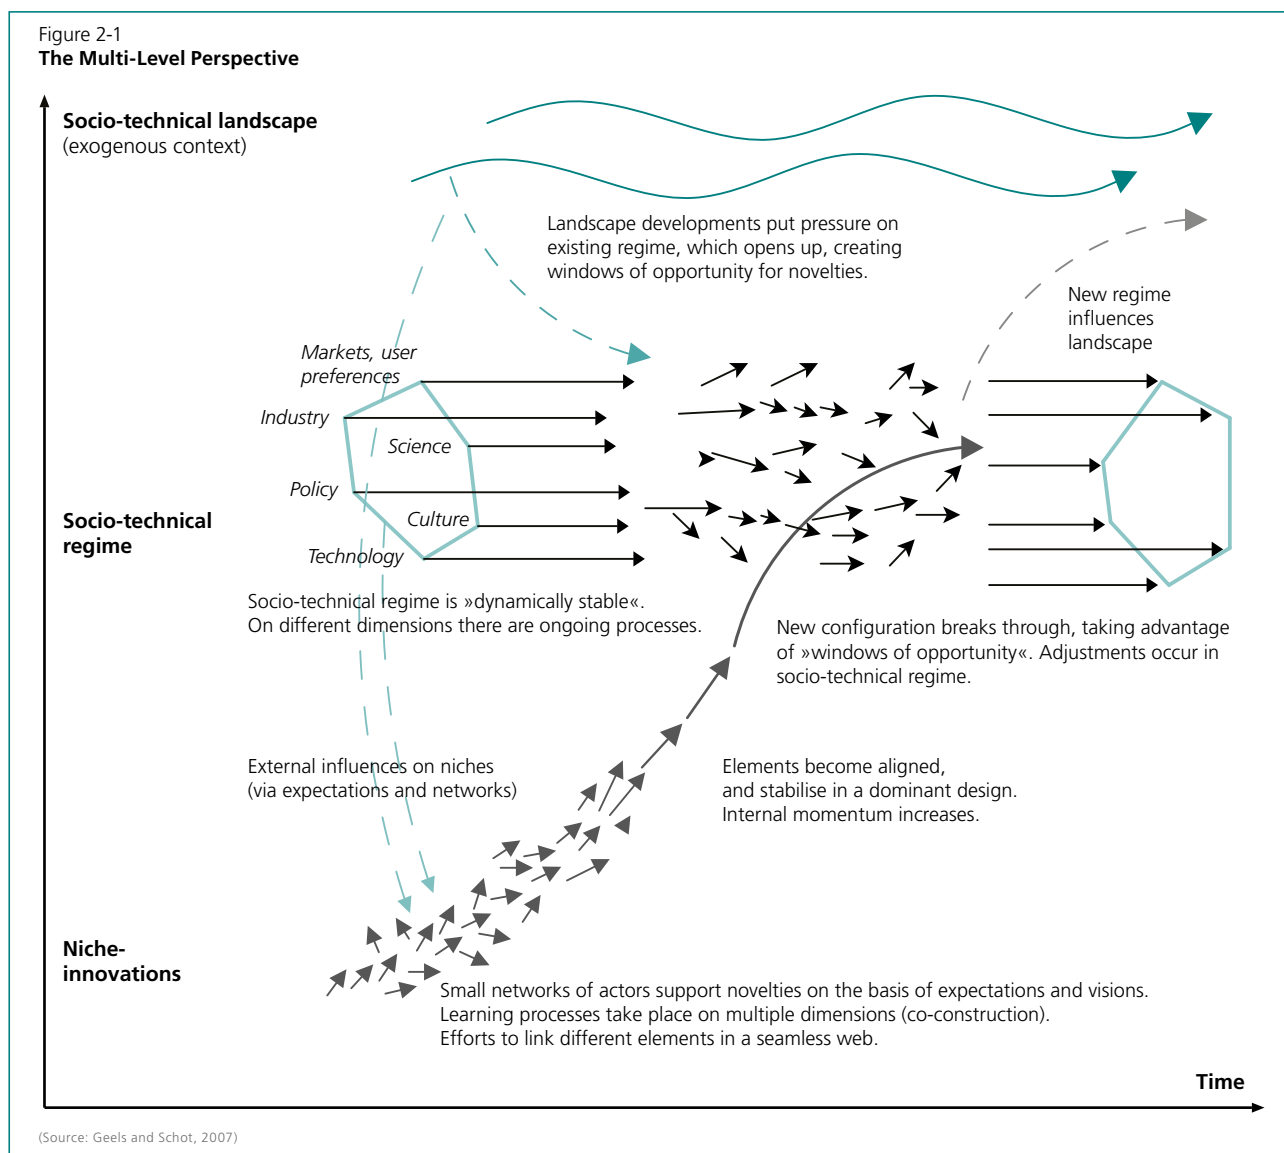 Figure 2-1
The Multi-Level Perspective
Socio-technical landscape
(exogenous context)
Landscape developments put pressure on
existing regime, which opens up, creating
windows of opportunity for novelties.
New regime
influences
landscape
Markets, user
preferences
Industry
Science
Policy
Culture
Technology
Socio-technical
regime
Socio-technical regime is »dynamically stable«.
On different dimensions there are ongoing processes.
New configuration breaks through, taking advantage
of »windows of opportunity«. Adjustments occur in
socio-technical regime.
External influences on niches
(via expectations and networks)
Elements become aligned,
and stabilise in a dominant design.
Internal momentum increases.
Niche-
innovations
Small networks of actors support novelties on the basis of expectations and visions.
Learning processes take place on multiple dimensions (co-construction).
Efforts to link different elements in a seamless web.
Time
(Source: Geels and Schot, 2007)